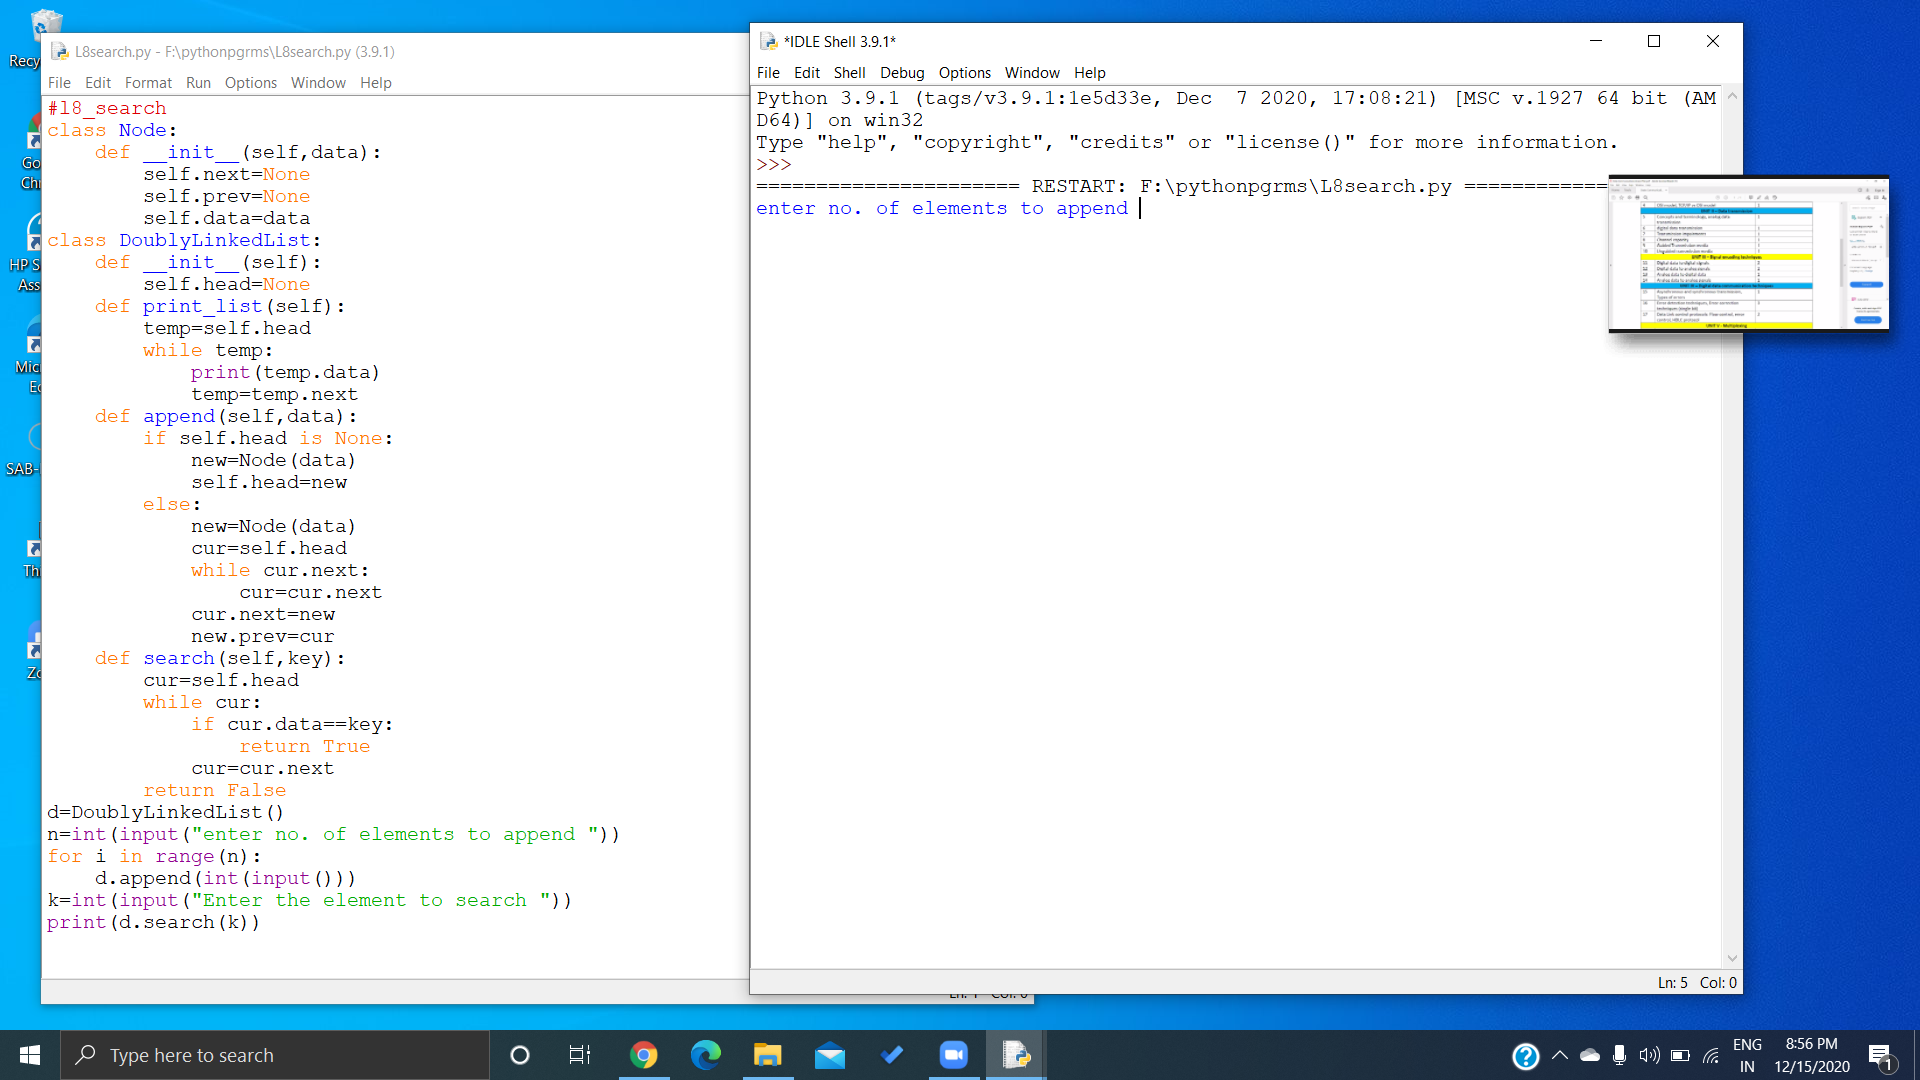 Recy
L8search.py - F:\pythonpgrms\L8search.py (3.9.1)
File Edit Format Run Options Window Help
#l8_search
class Node:
    def __init__(self,data):
        self.next=None
        self.prev=None
        self.data=data
class DoublyLinkedList:
    def __init__(self):
        self.head=None
    def print_list(self):
        temp=self.head
        while temp:
            print(temp.data)
            temp=temp.next
    def append(self,data):
        if self.head is None:
            new=Node(data)
            self.head=new
        else:
            new=Node(data)
            cur=self.head
            while cur.next:
                cur=cur.next
            cur.next=new
            new.prev=cur
    def search(self,key):
        cur=self.head
        while cur:
            if cur.data==key:
                return True
            cur=cur.next
        return False
d=DoublyLinkedList()
n=int(input("enter no. of elements to append "))
for i in range(n):
    d.append(int(input()))
k=int(input("Enter the element to search "))
print(d.search(k))
Go
Chr
HP S
Ass
Mic
Ed
SAB-
Th
Zo
*IDLE Shell 3.9.1*
File Edit Shell Debug Options Window Help
Python 3.9.1 (tags/v3.9.1:1e5d33e, Dec  7 2020, 17:08:21) [MSC v.1927 64 bit (AM
D64)] on win32
Type "help", "copyright", "credits" or "license()" for more information.
>>>
====================== RESTART: F:\pythonpgrms\L8search.py ============
enter no. of elements to append
Ln: 5 Col: 0
Ln: 1 Col: 0
Type here to search
ENG
IN
8:56 PM
12/15/2020
1